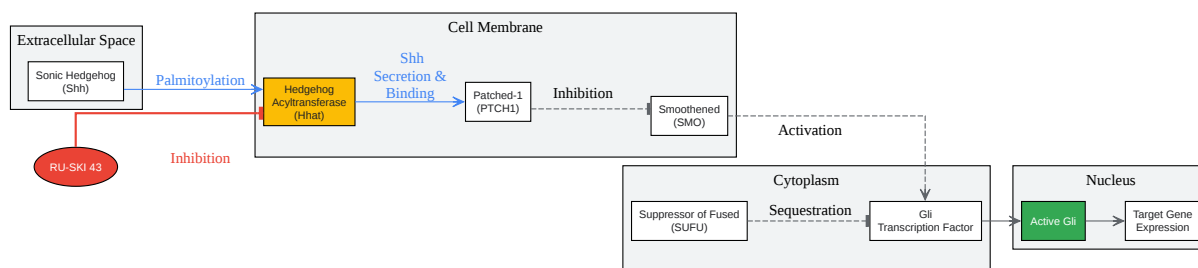 Extracellular Space
Sonic Hedgehog
(Shh)
Palmitoylation
RU-SKI 43
Inhibition
Cell Membrane
Hedgehog
Acyltransferase
(Hhat)
Shh
Secretion &
Binding
Patched-1
(PTCH1)
Inhibition
Smoothened
(SMO)
Activation
Cytoplasm
Suppressor of Fused
(SUFU)
Sequestration
Gli
Transcription Factor
Nucleus
Active Gli
Target Gene
Expression